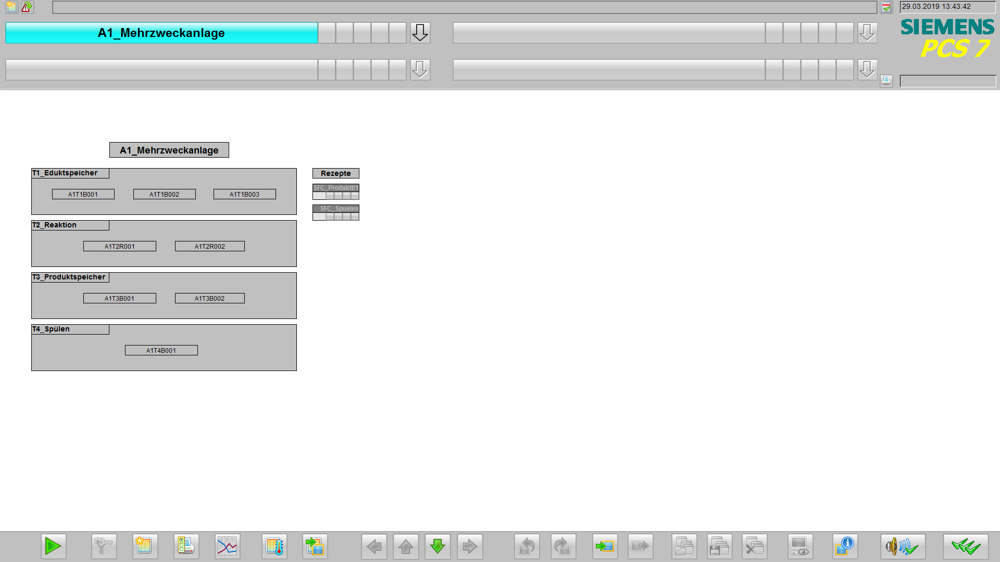 29.03.2019 13:43:42
A1_Mehrzweckanlage
SIEMENS
PCS 7
A1_Mehrzweckanlage
T1_Eduktspeicher
A1T1B001 A1T1B002 A1T1B003
Rezepte
SFC_Produkt01
SFC_Spuelen
T2_Reaktion
A1T2R001 A1T2R002
T3_Produktspeicher
A1T3B001 A1T3B002
T4_Spülen
A1T4B001